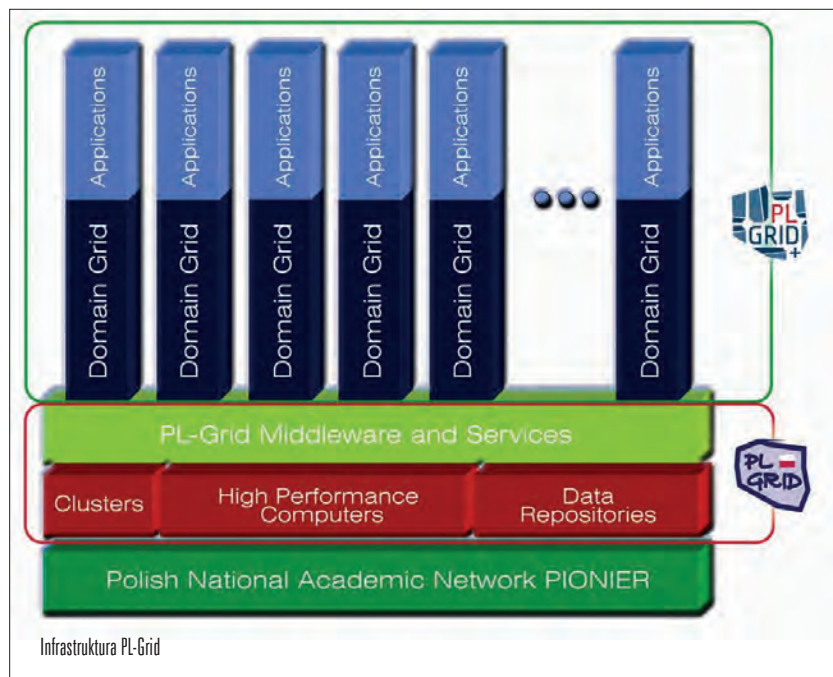 Applications
Applications
Applications
Applications
Applications
Applications
Domain Grid
Domain Grid
Domain Grid
Domain Grid
Domain Grid
Domain Grid
PL
GRID
+
PL-Grid Middleware and Services
PL
GRID
Clusters
High Performance
Computers
Data
Repositories
Polish National Academic Network PIONIER
Infrastruktura PL-Grid